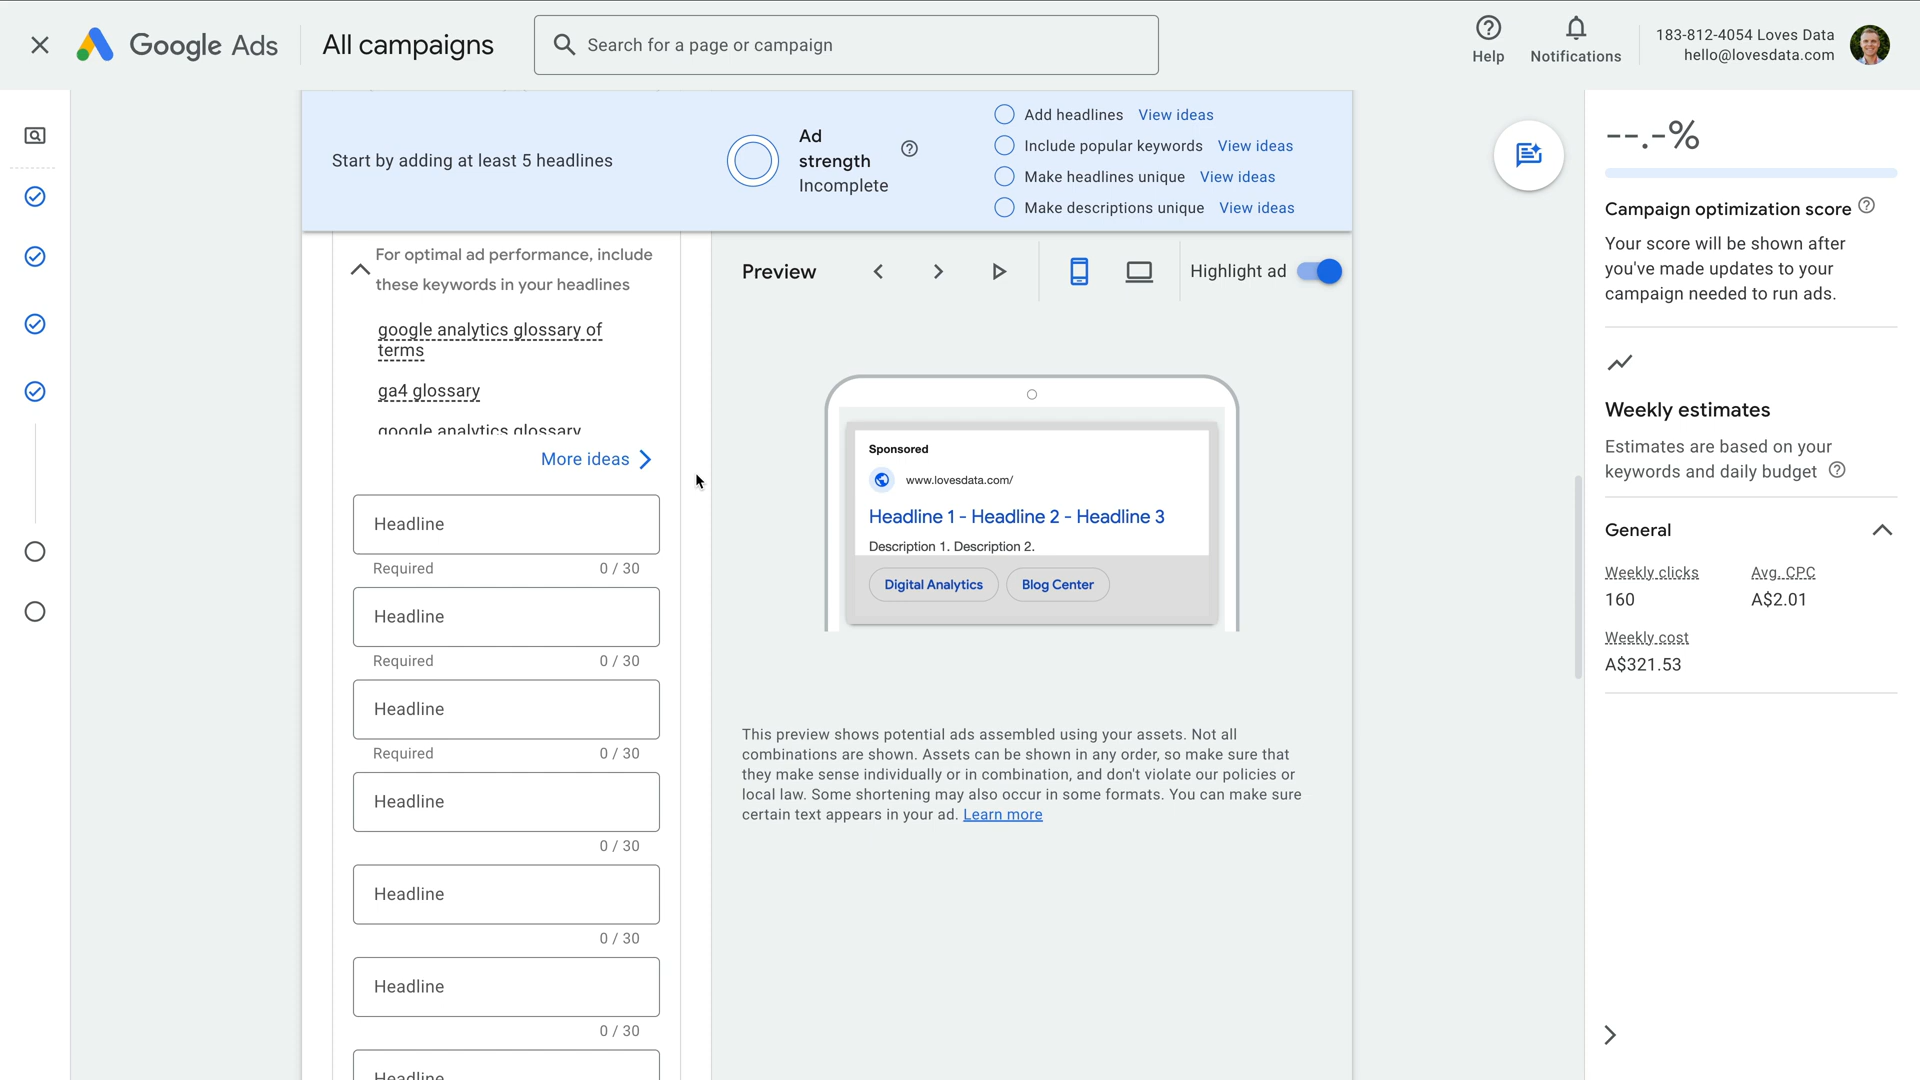 Google Ads
All campaigns
Search for a page or campaign
Help
Notifications
183-812-4054 Loves Data
hello@lovesdata.com
Start by adding at least 5 headlines
Ad
strength
Incomplete
Add headlines View ideas
Include popular keywords View ideas
Make headlines unique View ideas
Make descriptions unique View ideas
For optimal ad performance, include
these keywords in your headlines
google analytics glossary of
terms
ga4 glossary
google analytics glossary
More ideas
Headline
Required 0 / 30
Headline
Required 0 / 30
Headline
Required 0 / 30
Headline
0 / 30
Headline
0 / 30
Headline
0 / 30
Headline
Preview
Highlight ad
Sponsored
www.lovesdata.com/
Headline 1 - Headline 2 - Headline 3
Description 1. Description 2.
Digital Analytics
Blog Center
This preview shows potential ads assembled using your assets. Not all
combinations are shown. Assets can be shown in any order, so make sure that
they make sense individually or in combination, and don't violate our policies or
local law. Some shortening may also occur in some formats. You can make sure
certain text appears in your ad. Learn more
--.-%
Campaign optimization score
Your score will be shown after
you've made updates to your
campaign needed to run ads.
Weekly estimates
Estimates are based on your
keywords and daily budget
General
Weekly clicks Avg. CPC
160 A$2.01
Weekly cost
A$321.53